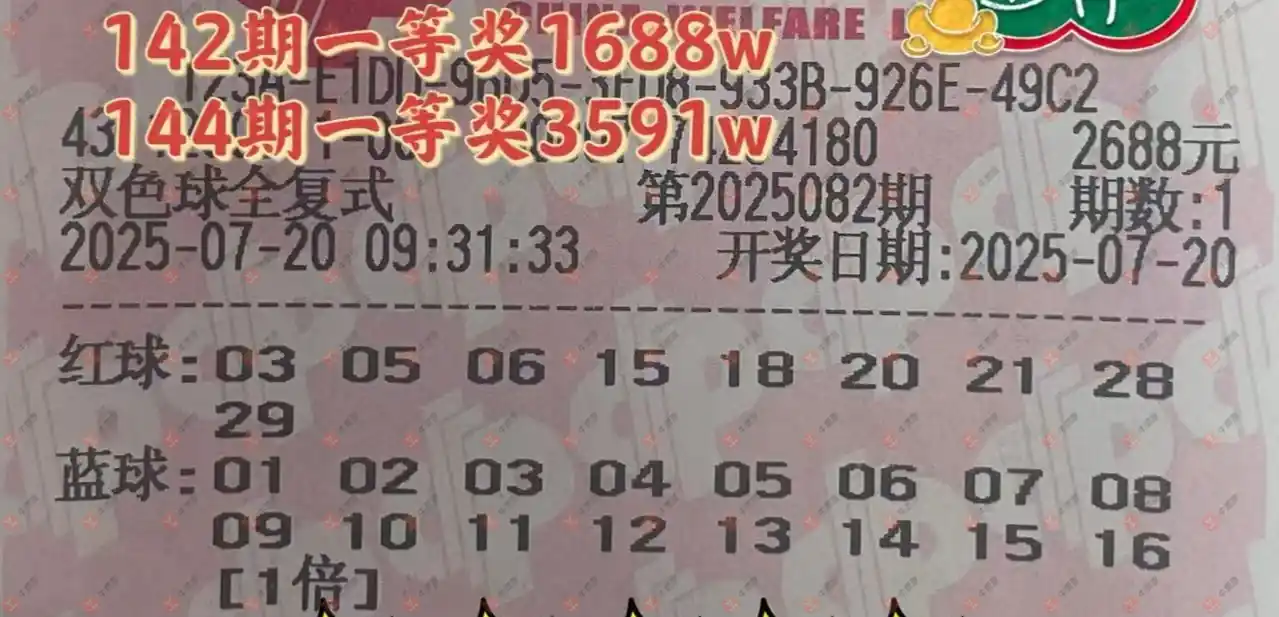 CHINA WELFARE L
142期一等奖1688w
-933B-926E-49C2
144期一等奖3591w
43
4180 2688元
双色球全复式 第2025082期 期数:1
2025-07-20 09:31:33 开奖日期:2025-07-20
红球:03 05 06 15 18 20 21 28
29
蓝球:01 02 03 04 05 06 07 08
09 10 11 12 13 14 15 16
[1倍]